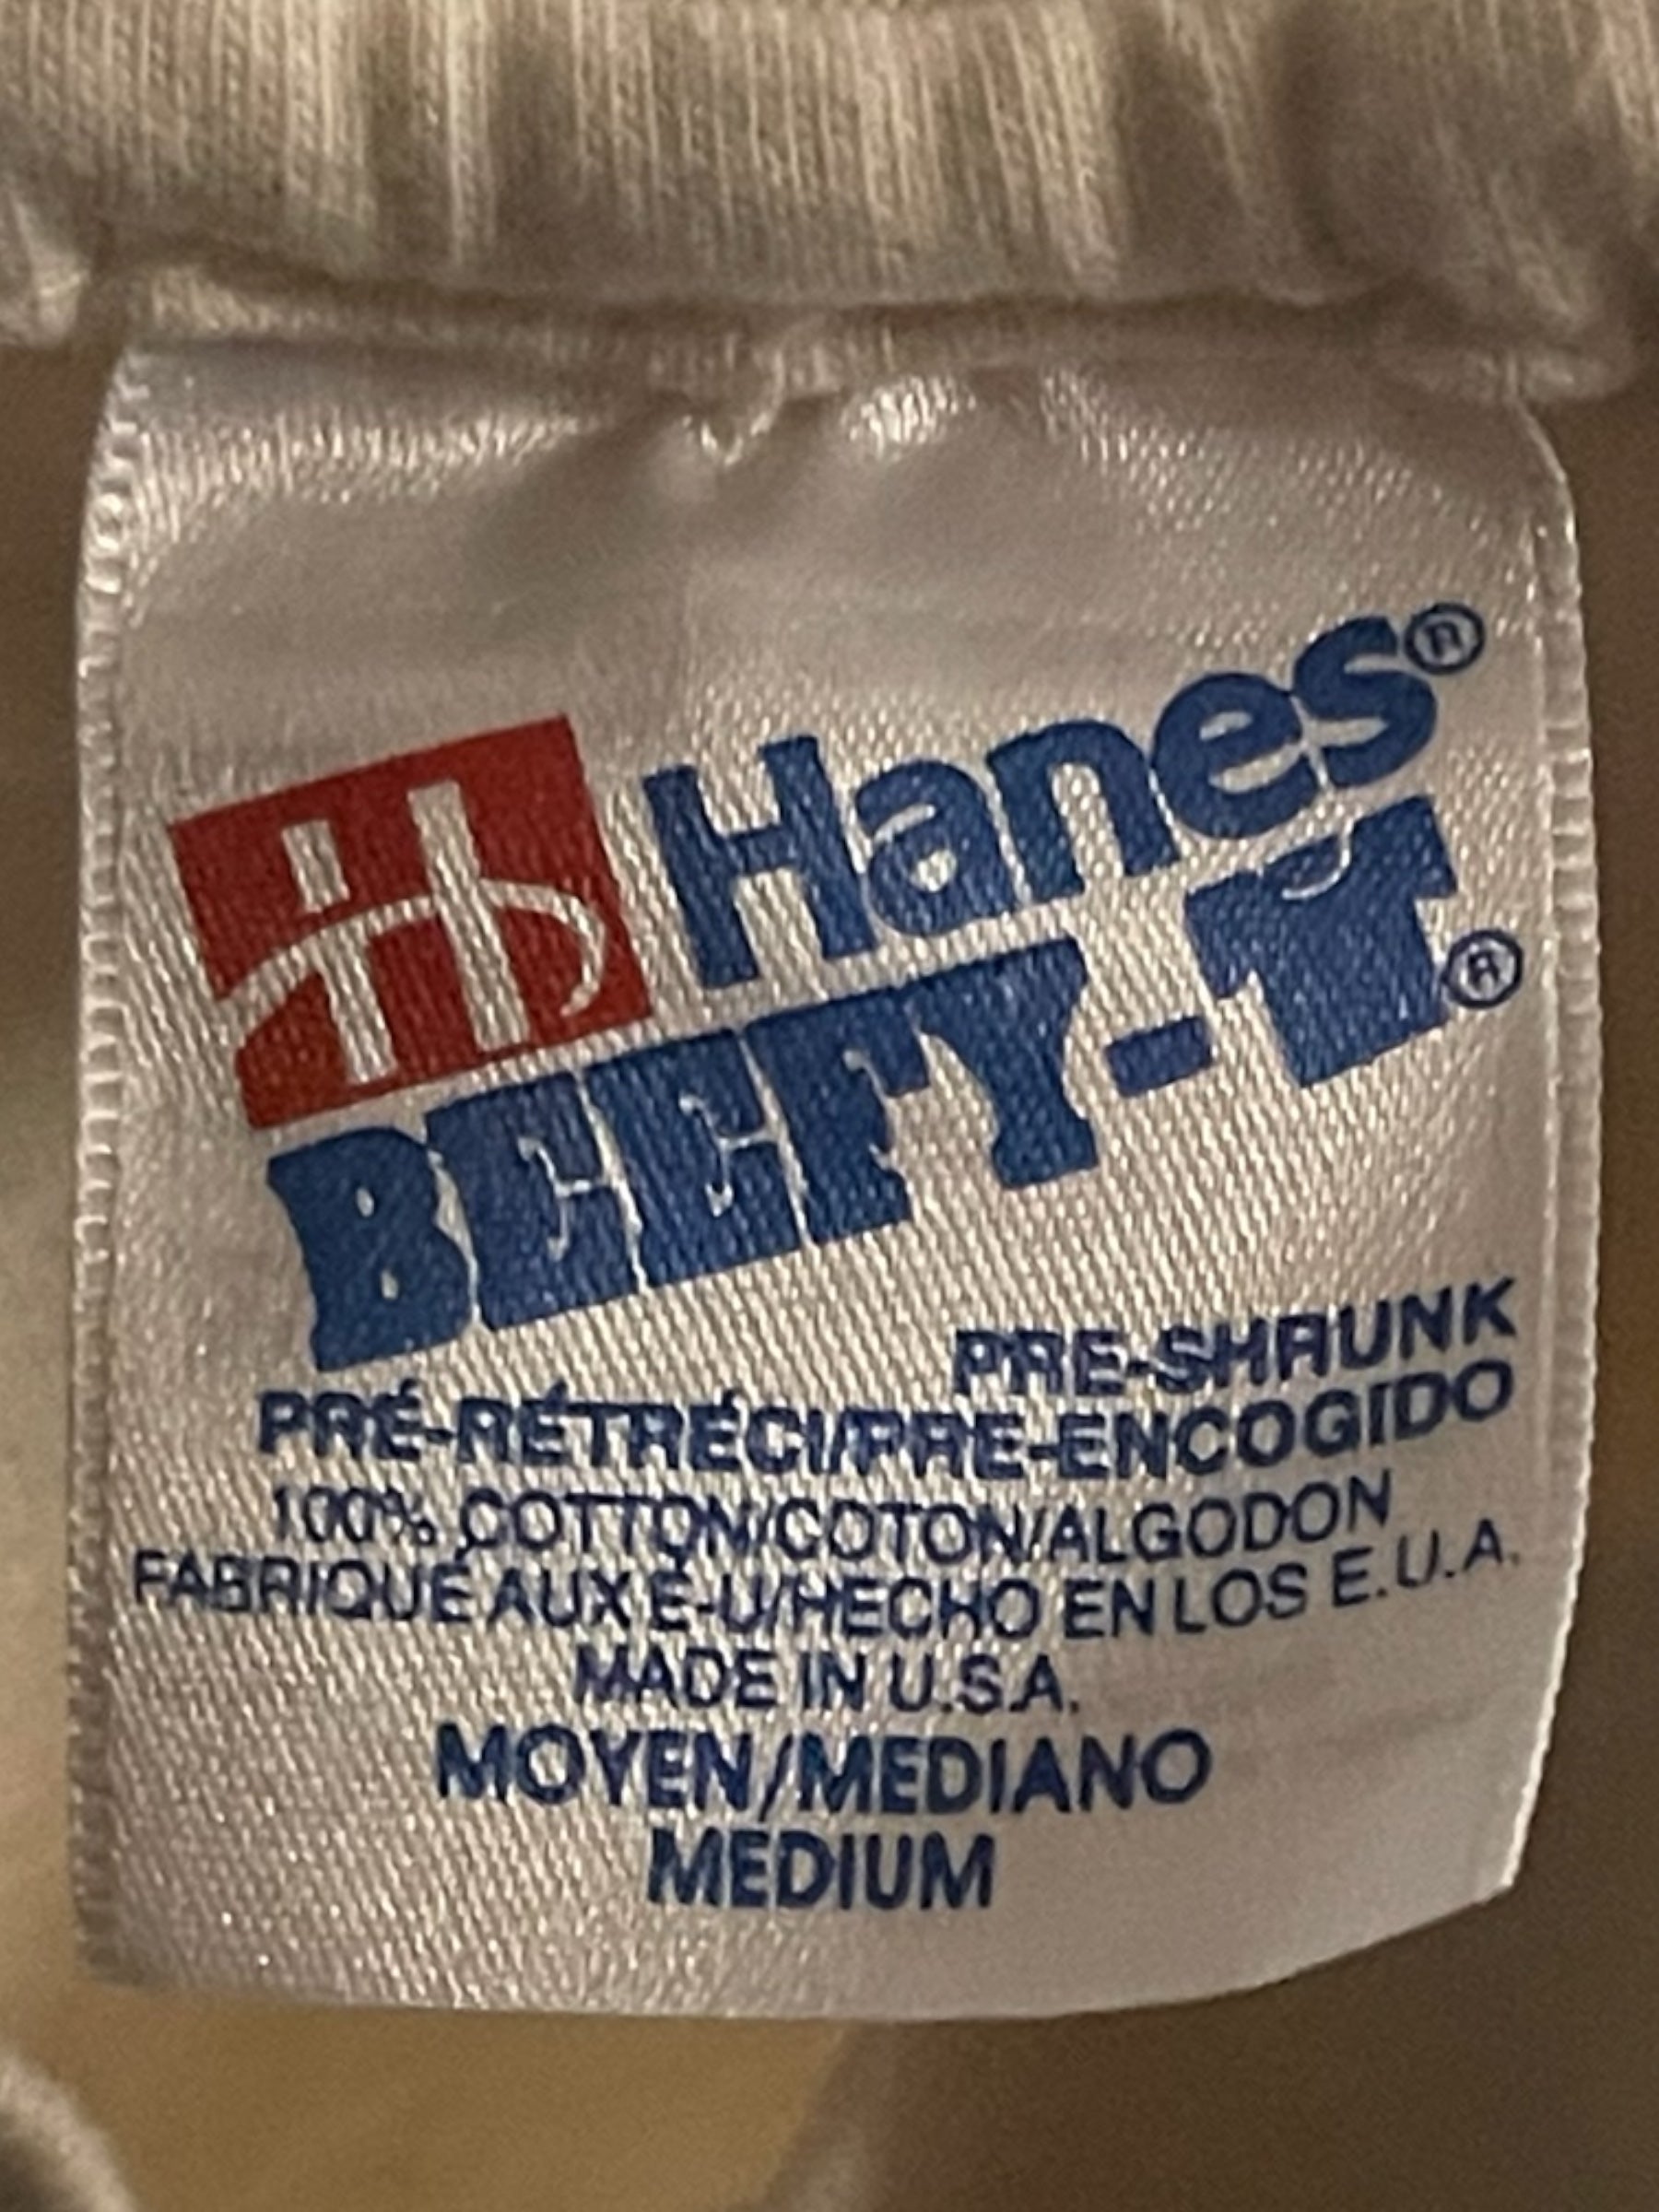 H Hanes®
BEEFY-T®
PRE-SHRUNK
PRÉ-RÉTRÉCI/PRE-ENCOGIDO
100% COTTON/COTON/ALGODON
FABRIQUÉ AUX É-U/HECHO EN LOS E.U.A.
MADE IN U.S.A.
MOYEN/MEDIANO
MEDIUM